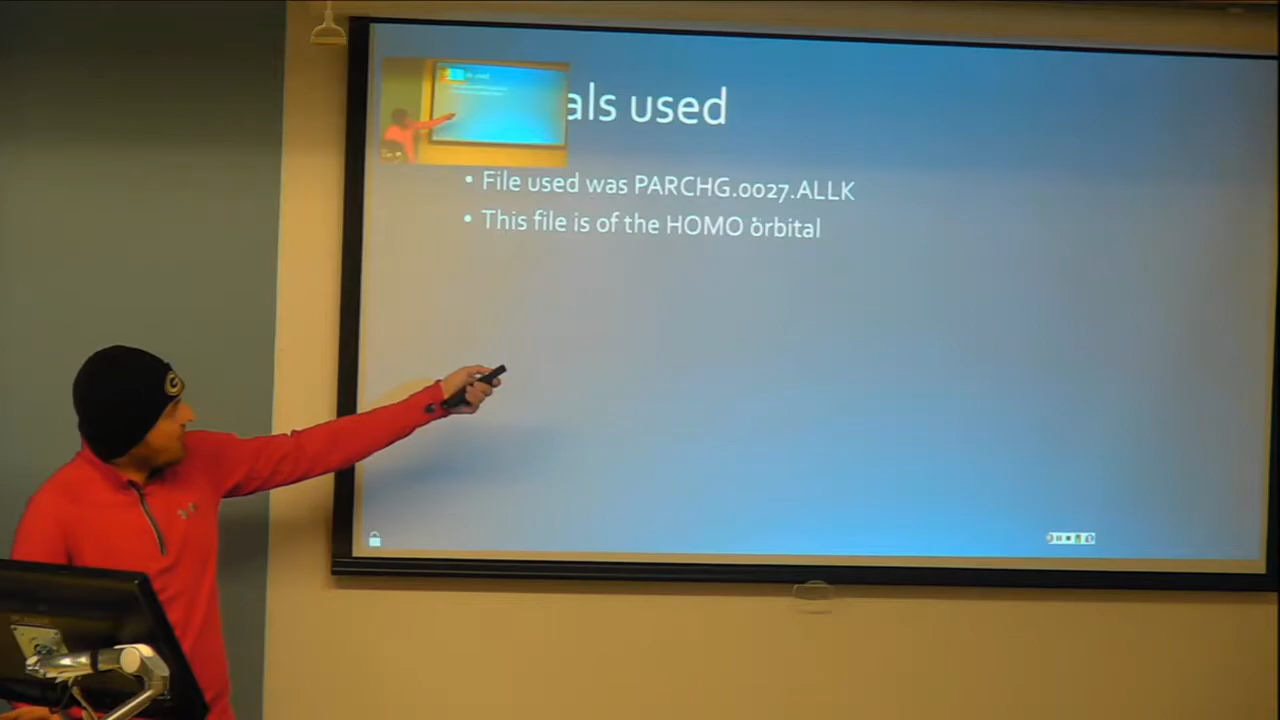 als used
• File used was PARCHG.0027.ALLK
• This file is of the HOMO orbital
G